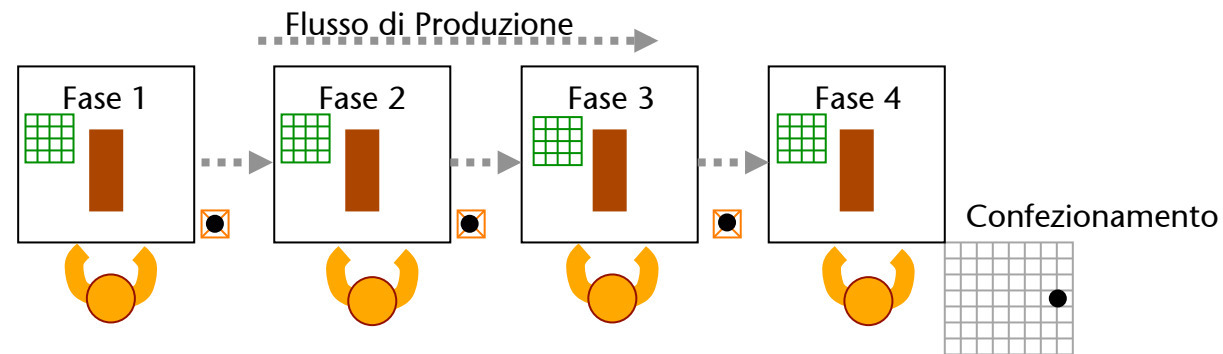 Flusso di Produzione
Fase 1
Fase 2
Fase 3
Fase 4
Confezionamento